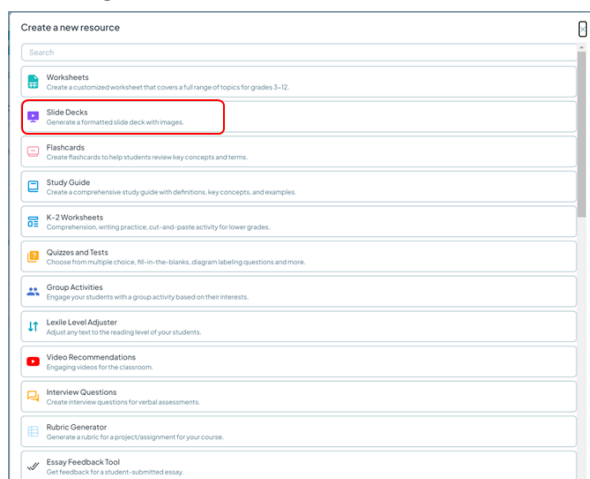 Create a new resource
Search
Worksheets
Create a customized worksheet that covers a full range of topics for grades 3-12.
Slide Decks
Generate a formatted slide deck with images.
Flashcards
Create flashcards to help students review key concepts and terms.
Study Guide
Create a comprehensive study guide with definitions, key concepts, and examples.
K-2 Worksheets
Comprehension, writing practice, cut-and-paste activity for lower grades.
Quizzes and Tests
Choose from multiple choice, fill-in-the-blanks, diagram labeling questions and more.
Group Activities
Engage your students with a group activity based on their interests.
Lexile Level Adjuster
Adjust any text to the reading level of your students.
Video Recommendations
Engaging videos for the classroom.
Interview Questions
Create interview questions for verbal assessments.
Rubric Generator
Generate a rubric for a project/assignment for your course.
Essay Feedback Tool
Get feedback for a student-submitted essay.